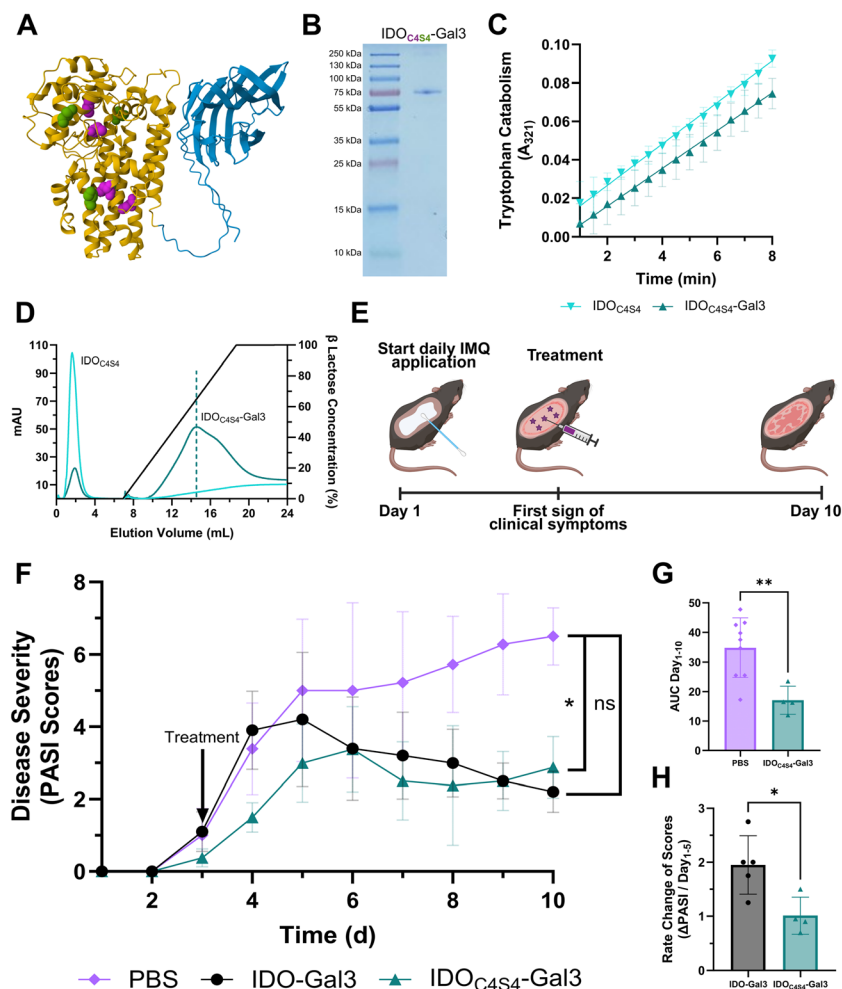 A
B
IDOC4S4-Gal3
250 kDa
130 kDa
100 kDa
75 kDa
55 kDa
35 kDa
25 kDa
15 kDa
10 kDa
C
Tryptophan Catabolism
(A321)
0.10
0.08
0.06
0.04
0.02
0.00
2 4 6 8
Time (min)
IDOC4S4 IDOC4S4-Gal3
D
mAU
110
90
70
50
30
10
IDOC4S4
IDOC4S4-Gal3
100
90
80
70
60
50
40
30
20
10
0
β Lactose Concentration (%)
0 4 8 12 16 20 24
Elution Volume (mL)
E
Start daily IMQ
application
Treatment
Day 1
First sign of
clinical symptoms
Day 10
F
Disease Severity
(PASI Scores)
8
6
4
2
0
Treatment
*
ns
2 4 6 8 10
Time (d)
PBS IDO-Gal3 IDOC4S4-Gal3
G
**
AUC Day1-10
50
40
30
20
10
0
PBS IDOC4S4-Gal3
H
*
Rate Change of Scores
(ΔPASI / Day1-5)
3
2
1
0
IDO-Gal3 IDOC4S4-Gal3